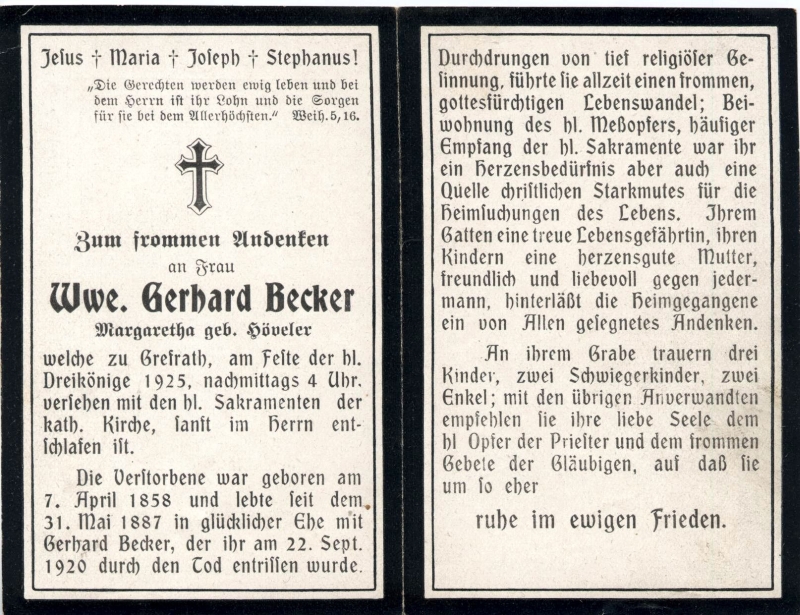 Jesus † Maria † Joseph † Stephanus!
„Die Gerechten werden ewig leben und bei
dem Herrn ist ihr Lohn und die Sorgen
für sie bei dem Allerhöchsten.“ Weih. 5, 16.
Zum frommen Andenken
an Frau
Wwe. Gerhard Becker
Margaretha geb. Höveler
welche zu Grefrath, am Feste der hl.
Dreikönige 1925, nachmittags 4 Uhr,
versehen mit den hl. Sakramenten der
kath. Kirche, sanft im Herrn ent-
schlafen ist.
Die Verstorbene war geboren am
7. April 1858 und lebte seit dem
31. Mai 1887 in glücklicher Ehe mit
Gerhard Becker, der ihr am 22. Sept.
1920 durch den Tod entrissen wurde.
Durchdrungen von tief religiöser Ge-
sinnung, führte sie allzeit einen frommen,
gottesfürchtigen Lebenswandel; Bei-
wohnung des hl. Meßopfers, häufiger
Empfang der hl. Sakramente war ihr
ein Herzensbedürfnis aber auch eine
Quelle christlichen Starkmutes für die
Heimsuchungen des Lebens. Ihrem
Gatten eine treue Lebensgefährtin, ihren
Kindern eine herzensgute Mutter,
freundlich und liebevoll gegen jeder-
mann, hinterläßt die Heimgegangene
ein von Allen gesegnetes Andenken.
An ihrem Grabe trauern drei
Kinder, zwei Schwiegerkinder, zwei
Enkel; mit den übrigen Anverwandten
empfehlen sie ihre liebe Seele dem
hl Opfer der Priester und dem frommen
Gebete der Gläubigen, auf daß sie
um so eher
ruhe im ewigen Frieden.